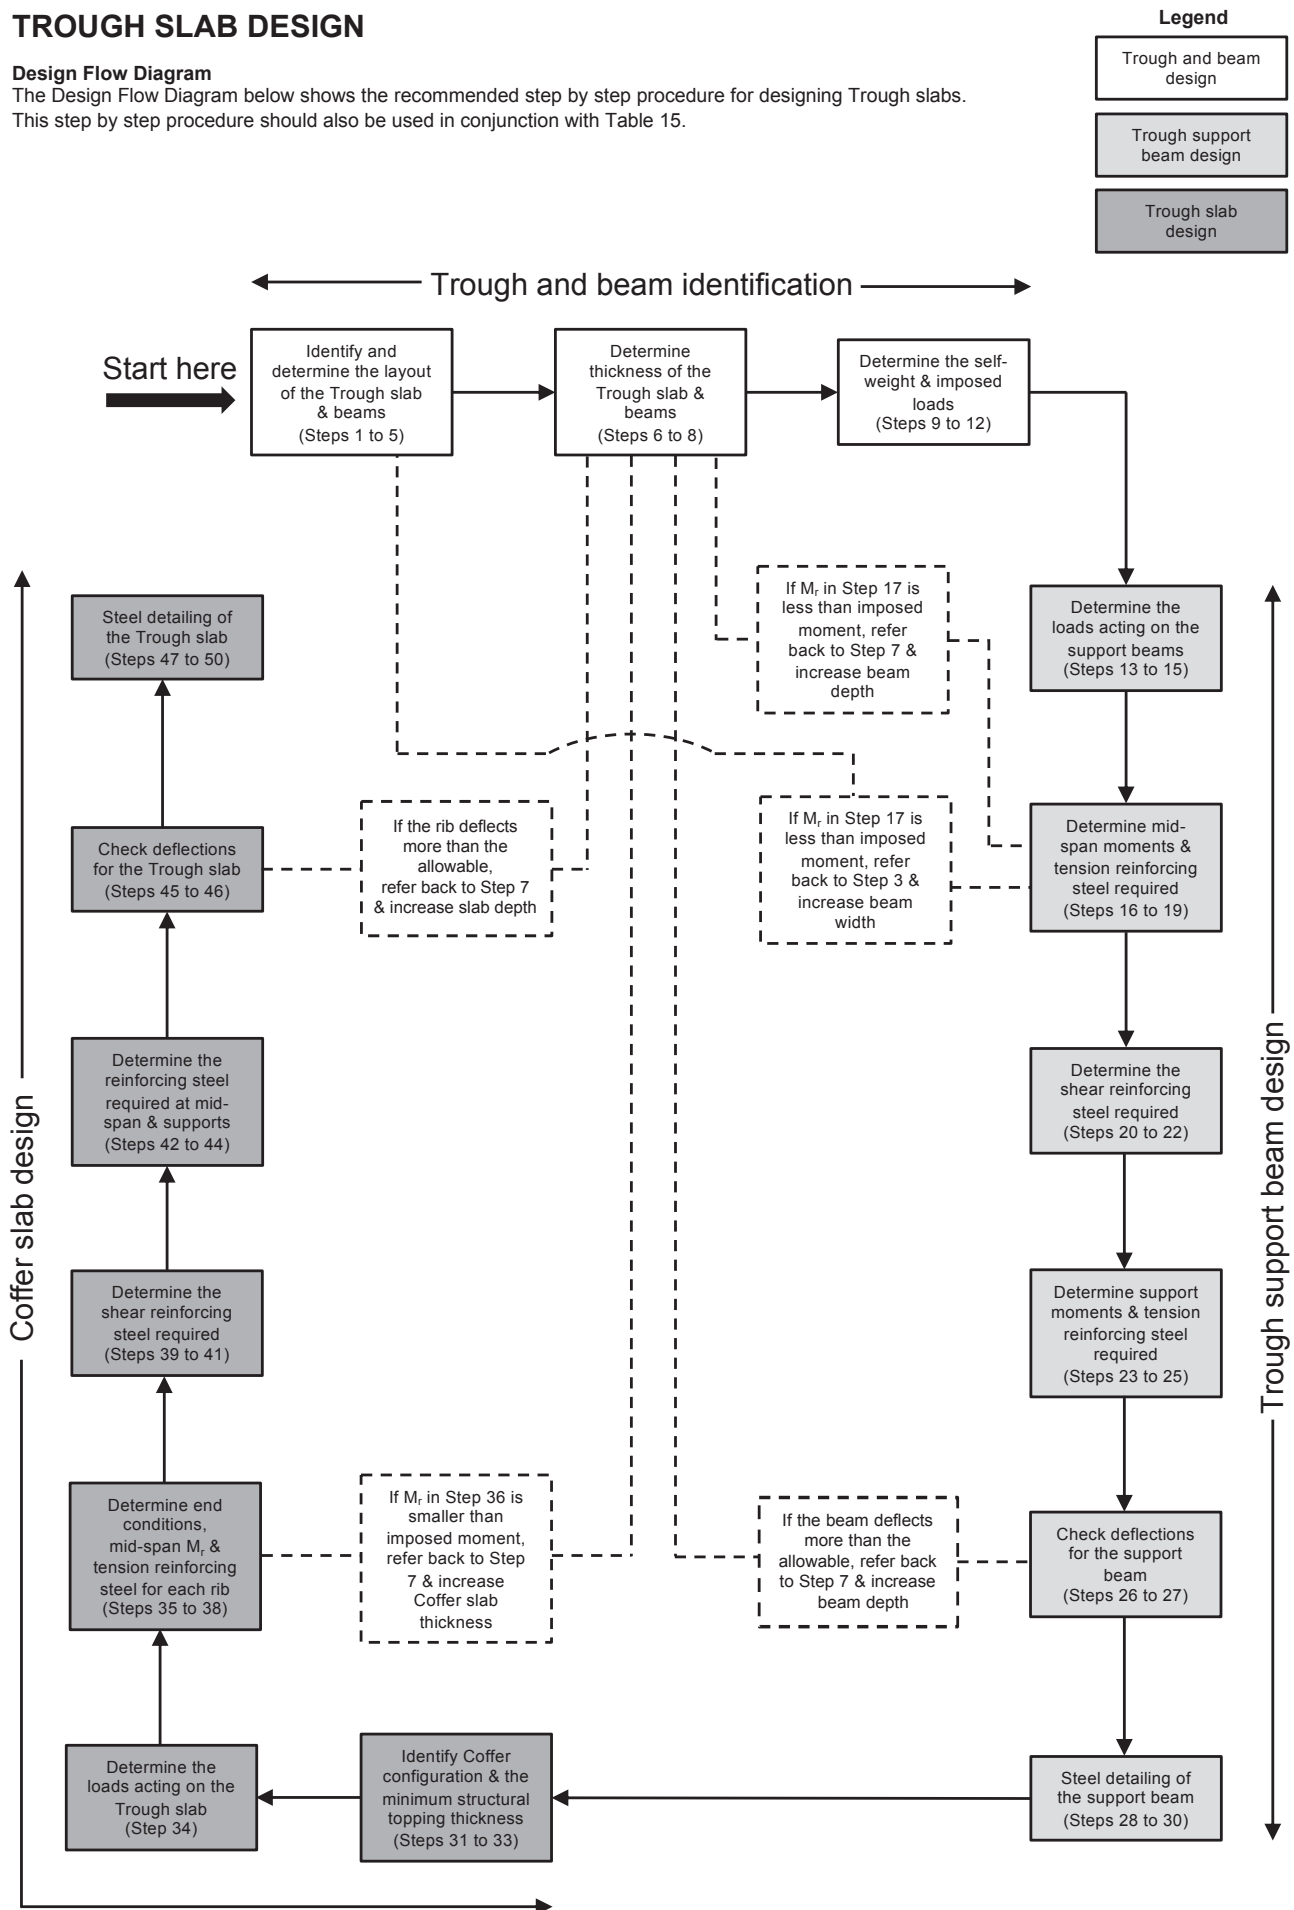 TROUGH SLAB DESIGN
Design Flow Diagram
The Design Flow Diagram below shows the recommended step by step procedure for designing Trough slabs.
This step by step procedure should also be used in conjunction with Table 15.
Legend
Trough and beam
design
Trough support
beam design
Trough slab
design
Trough and beam identification
Start here
Identify and
determine the layout
of the Trough slab
& beams
(Steps 1 to 5)
Determine
thickness of the
Trough slab &
beams
(Steps 6 to 8)
Determine the self-
weight & imposed
loads
(Steps 9 to 12)
If Mr in Step 17 is
less than imposed
moment, refer
back to Step 7 &
increase beam
depth
Determine the
loads acting on the
support beams
(Steps 13 to 15)
Steel detailing of
the Trough slab
(Steps 47 to 50)
If the rib deflects
more than the
allowable,
refer back to Step 7
& increase slab depth
If Mr in Step 17 is
less than imposed
moment, refer
back to Step 3 &
increase beam
width
Determine mid-
span moments &
tension reinforcing
steel required
(Steps 16 to 19)
Check deflections
for the Trough slab
(Steps 45 to 46)
Determine the
reinforcing steel
required at mid-
span & supports
(Steps 42 to 44)
Determine the
shear reinforcing
steel required
(Steps 20 to 22)
Coffer slab design
Trough support beam design
Determine the
shear reinforcing
steel required
(Steps 39 to 41)
Determine support
moments & tension
reinforcing steel
required
(Steps 23 to 25)
Determine end
conditions,
mid-span Mr &
tension reinforcing
steel for each rib
(Steps 35 to 38)
If Mr in Step 36 is
smaller than
imposed moment,
refer back to Step
7 & increase
Coffer slab
thickness
If the beam deflects
more than the
allowable, refer back
to Step 7 & increase
beam depth
Check deflections
for the support
beam
(Steps 26 to 27)
Determine the
loads acting on the
Trough slab
(Step 34)
Identify Coffer
configuration & the
minimum structural
topping thickness
(Steps 31 to 33)
Steel detailing of
the support beam
(Steps 28 to 30)